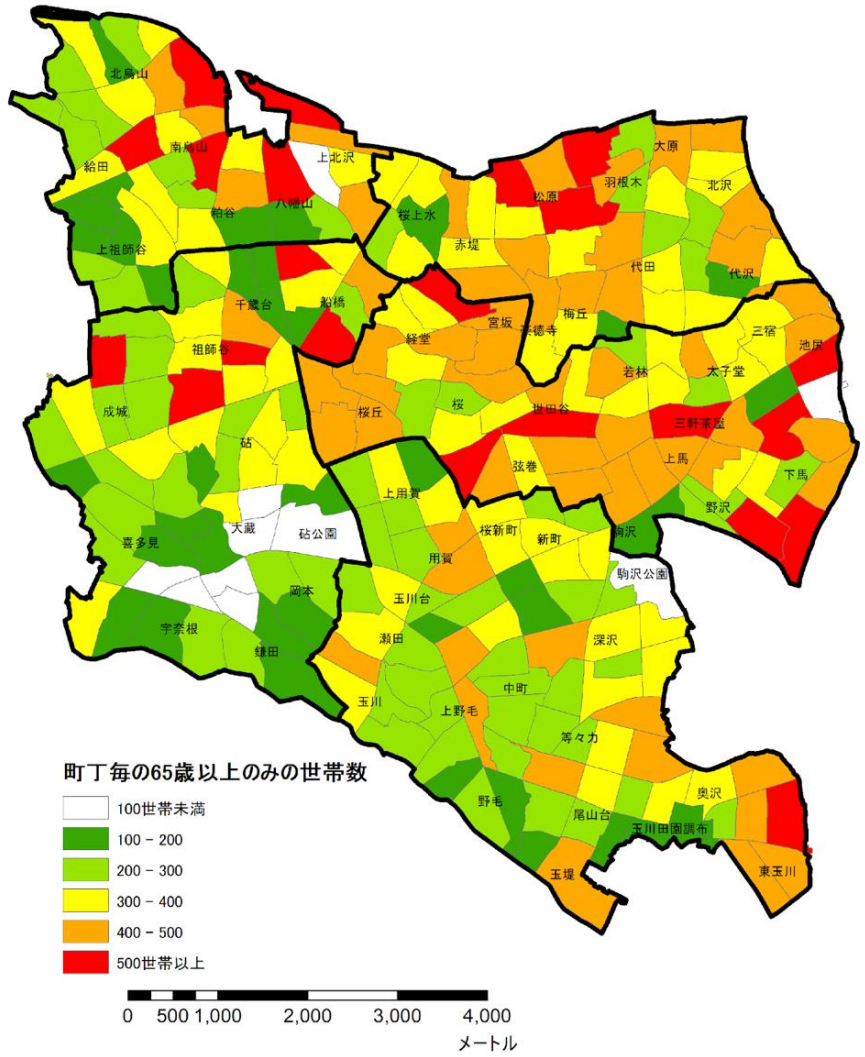 北烏山
南烏山
上北沢
給田
粕谷
八幡山
上祖師谷
桜上水
松原
羽根木
大原
北沢
赤堤
代田
代沢
千歳台
船橋
経堂
宮坂
豪徳寺
梅丘
祖師谷
若林
太子堂
三宿
池尻
成城
桜丘
桜
世田谷
三軒茶屋
砧
弦巻
上馬
下馬
上用賀
野沢
大蔵
砧公園
桜新町
新町
駒沢
喜多見
用賀
駒沢公園
岡本
玉川台
宇奈根
瀬田
深沢
鎌田
玉川
中町
上野毛
等々力
野毛
尾山台
奥沢
玉川田園調布
玉堤
東玉川
町丁毎の65歳以上のみの世帯数
100世帯未満
100 - 200
200 - 300
300 - 400
400 - 500
500世帯以上
0 500 1,000 2,000 3,000 4,000
メートル